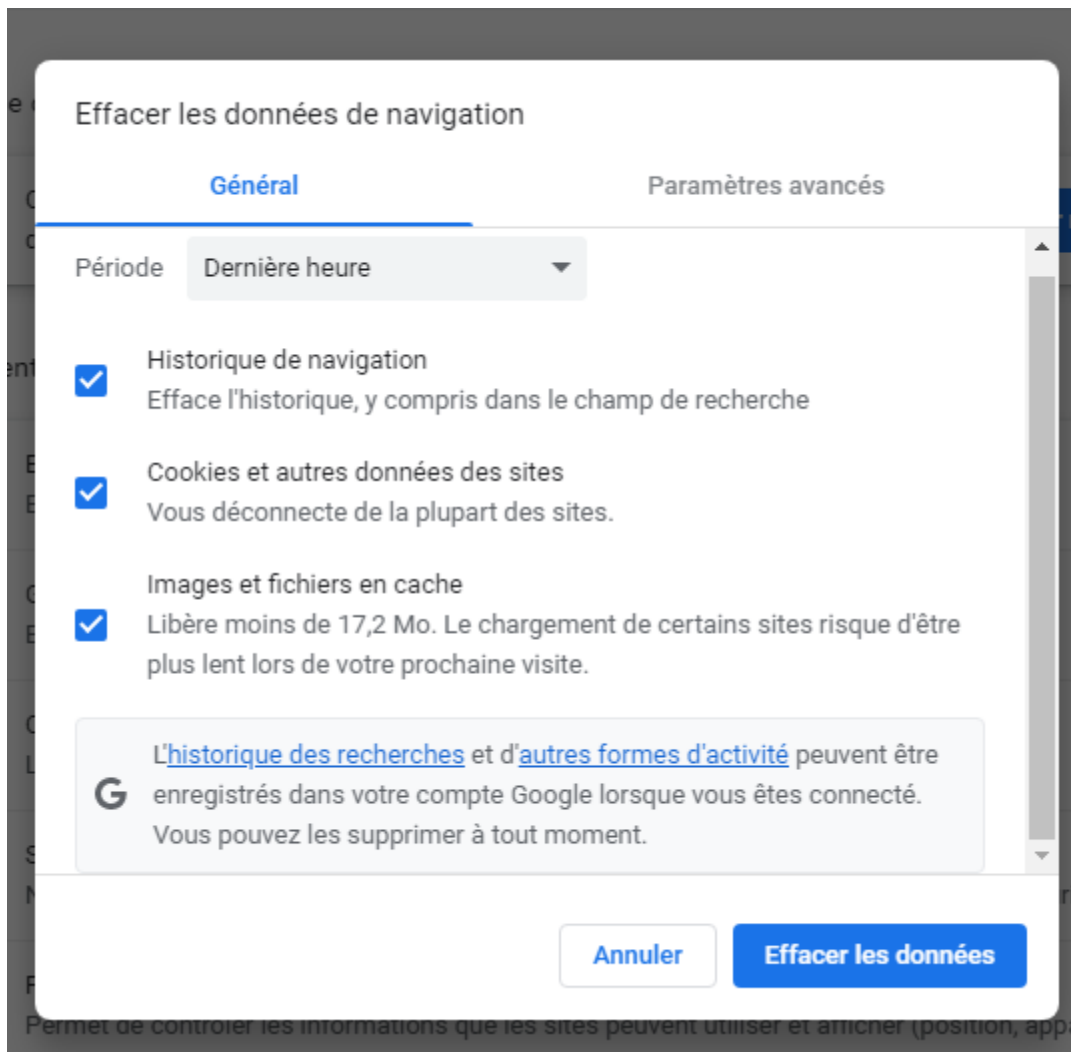 Effacer les données de navigation
Général Paramètres avancés
Période Dernière heure
Historique de navigation
Efface l'historique, y compris dans le champ de recherche
Cookies et autres données des sites
Vous déconnecte de la plupart des sites.
Images et fichiers en cache
Libère moins de 17,2 Mo. Le chargement de certains sites risque d'être
plus lent lors de votre prochaine visite.
L'historique des recherches et d'autres formes d'activité peuvent être
enregistrés dans votre compte Google lorsque vous êtes connecté.
Vous pouvez les supprimer à tout moment.
Annuler Effacer les données
Permet de contrôler les informations que les sites peuvent utiliser et afficher (position,